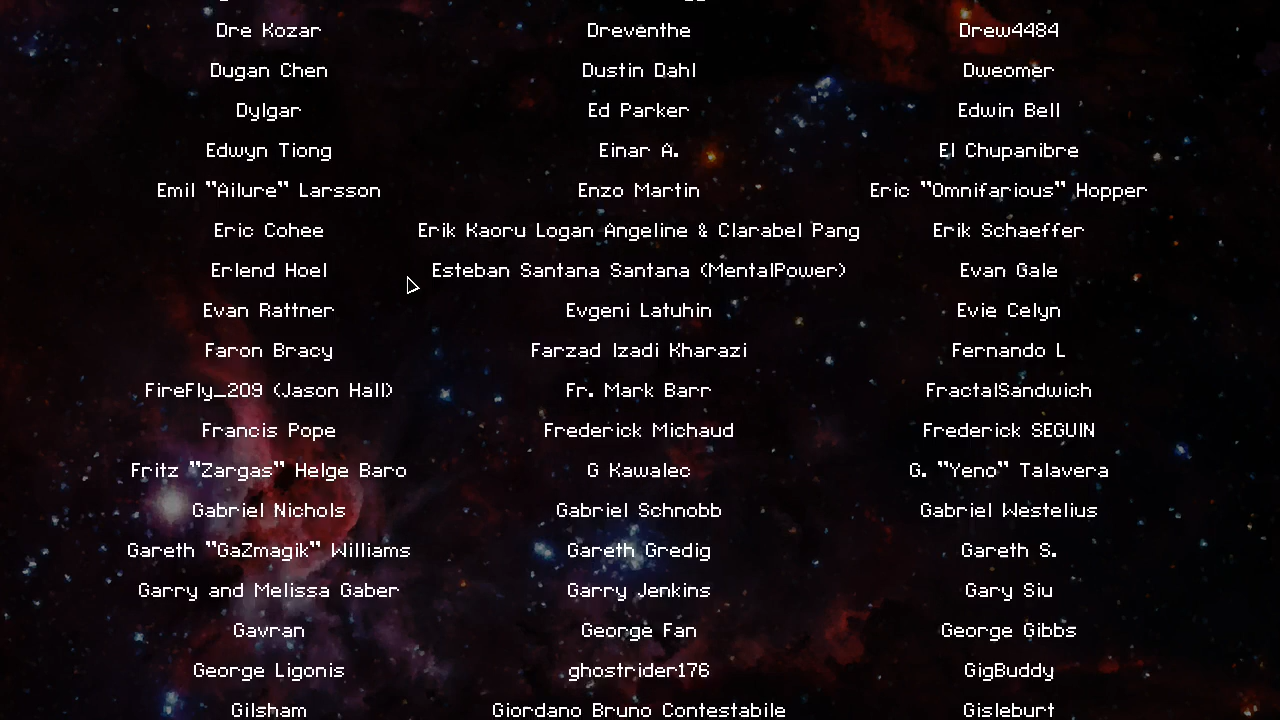 Dre Kozar Dreventhe Drew4484
Dugan Chen Dustin Dahl Dweomer
Dylgar Ed Parker Edwin Bell
Edwyn Tiong Einar A. El Chupanibre
Emil "Ailure" Larsson Enzo Martin Eric "Omnifarious" Hopper
Eric Cohee Erik Kaoru Logan Angeline & Clarabel Pang Erik Schaeffer
Erlend Hoel Esteban Santana Santana (MentalPower) Evan Gale
Evan Rattner Evgeni Latuhin Evie Celyn
Faron Bracy Farzad Izadi Kharazi Fernando L
FireFly_209 (Jason Hall) Fr. Mark Barr FractalSandwich
Francis Pope Frederick Michaud Frederick SEGUIN
Fritz "Zargas" Helge Baro G Kawalec G. "Yeno" Talavera
Gabriel Nichols Gabriel Schnobb Gabriel Westelius
Gareth "GaZmagik" Williams Gareth Gredig Gareth S.
Garry and Melissa Gaber Garry Jenkins Gary Siu
Gavran George Fan George Gibbs
George Ligonis ghostrider176 GigBuddy
Gilsham Giordano Bruno Contestabile Gisleburt